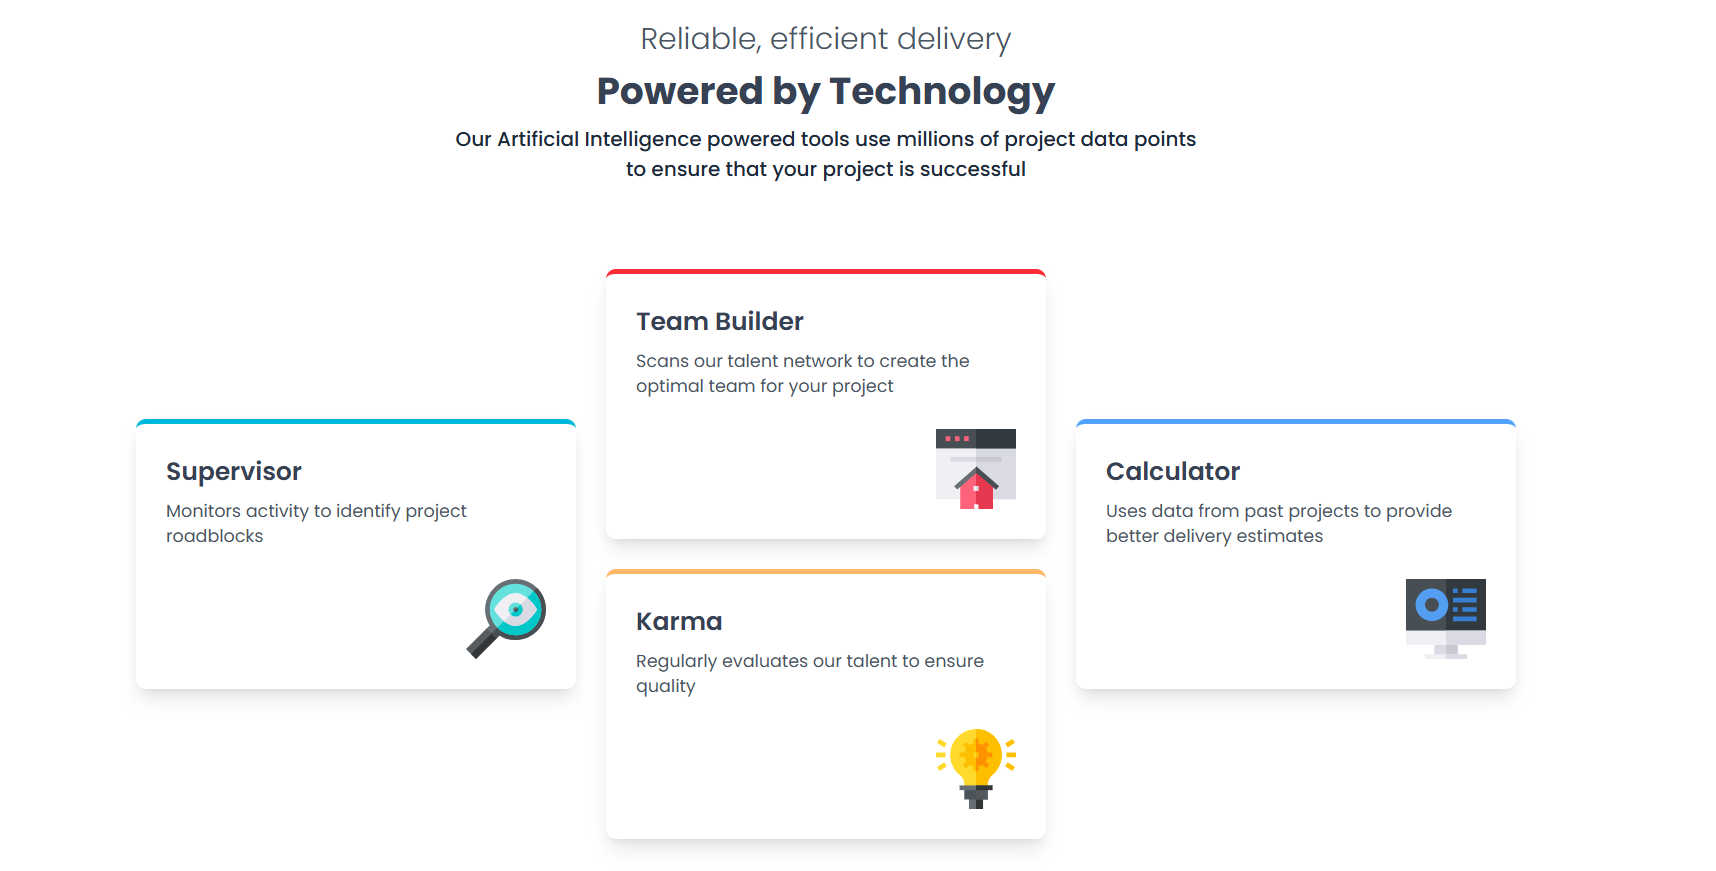 Reliable, efficient delivery
Powered by Technology
Our Artificial Intelligence powered tools use millions of project data points
to ensure that your project is successful
Team Builder
Scans our talent network to create the
optimal team for your project
Supervisor
Monitors activity to identify project
roadblocks
Calculator
Uses data from past projects to provide
better delivery estimates
Karma
Regularly evaluates our talent to ensure
quality